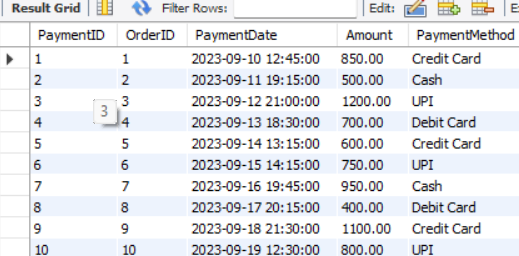 Result Grid Filter Rows: Edit:
PaymentID OrderID PaymentDate Amount PaymentMethod
1 1 2023-09-10 12:45:00 850.00 Credit Card
2 2 2023-09-11 19:15:00 500.00 Cash
3 3 2023-09-12 21:00:00 1200.00 UPI
3
4 4 2023-09-13 18:30:00 700.00 Debit Card
5 5 2023-09-14 13:15:00 600.00 Credit Card
6 6 2023-09-15 14:15:00 750.00 UPI
7 7 2023-09-16 19:45:00 950.00 Cash
8 8 2023-09-17 20:15:00 400.00 Debit Card
9 9 2023-09-18 21:30:00 1100.00 Credit Card
10 10 2023-09-19 12:30:00 800.00 UPI